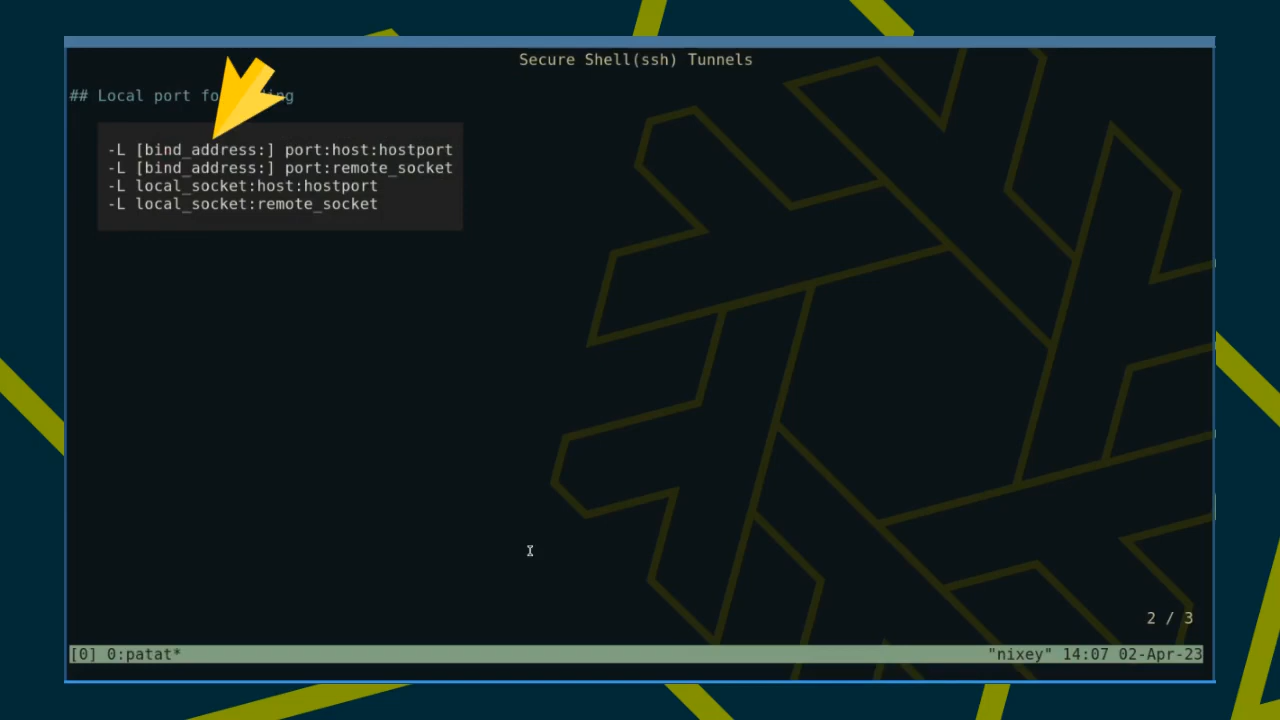 Secure Shell(ssh) Tunnels
## Local port fo
-L [bind_address:] port:host:hostport
-L [bind_address:] port:remote_socket
-L local_socket:host:hostport
-L local_socket:remote_socket
2 / 3
[0] 0:patat* "nixey" 14:07 02-Apr-23